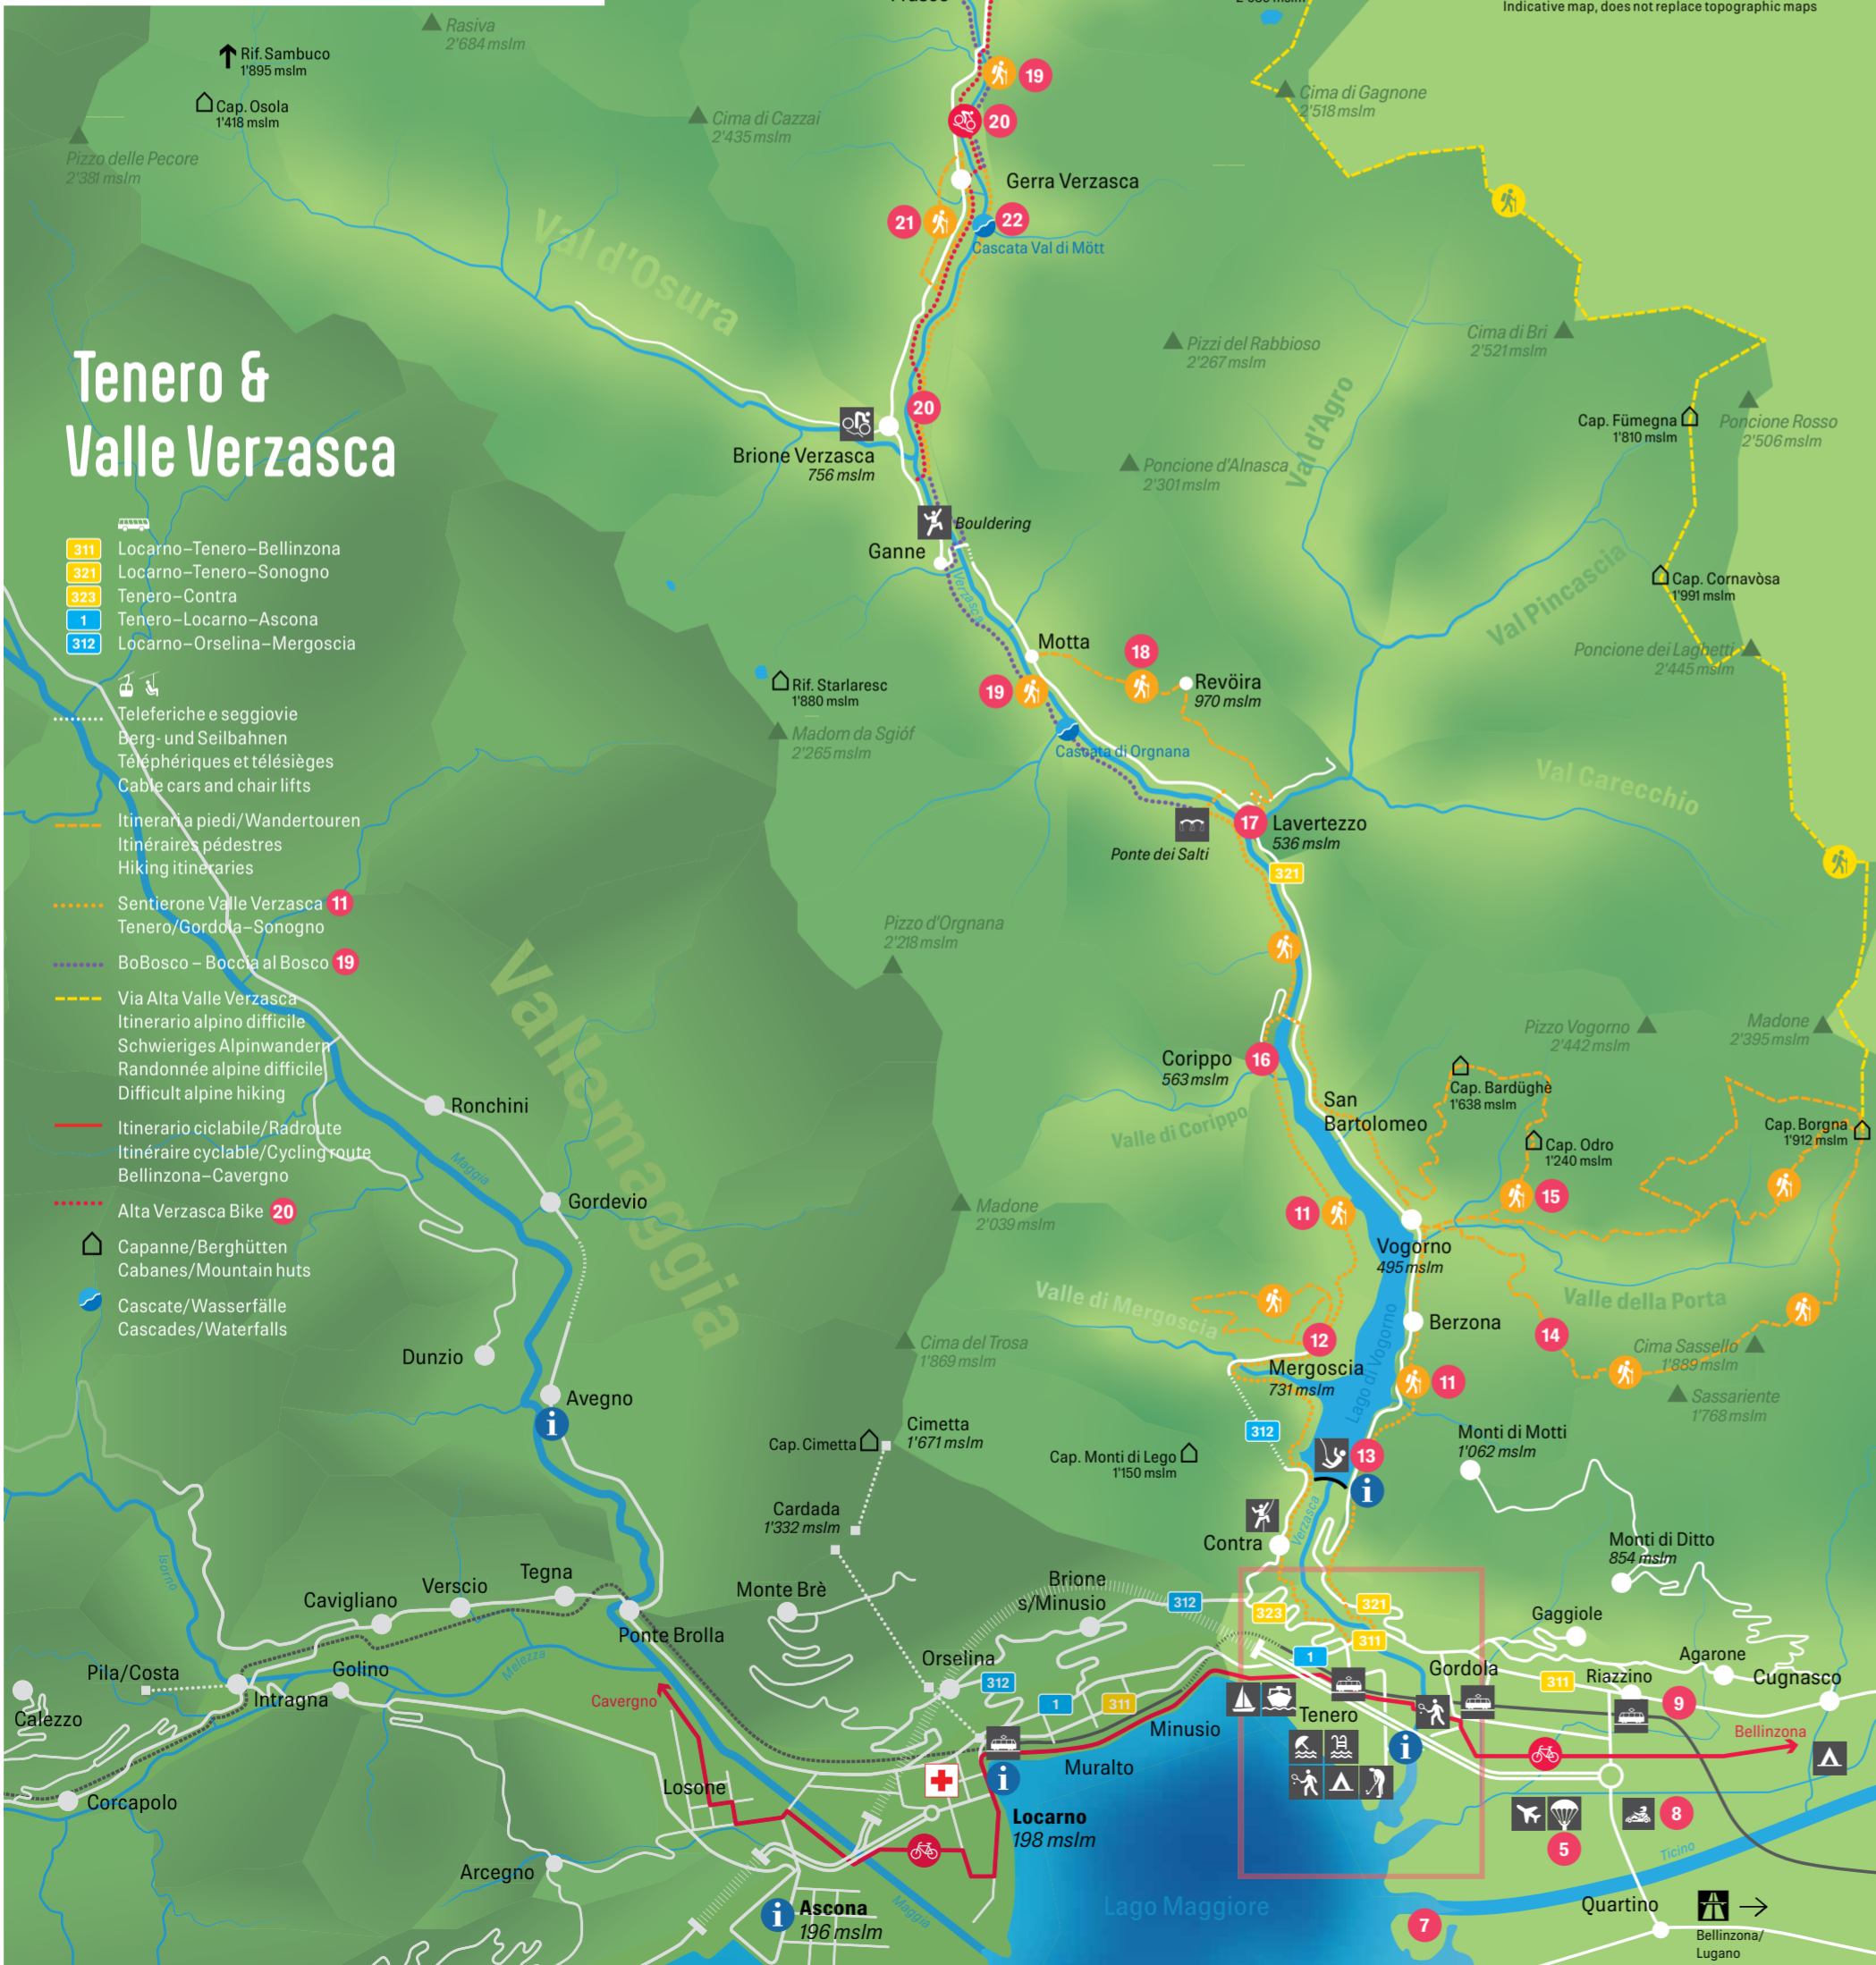 Indicative map, does not replace topographic maps
Rasiva
2'684 mslm
Rif. Sambuco
1'895 mslm
Cap. Osola
1'418 mslm
Pizzo delle Pecore
2'381 mslm
Cima di Cazzai
2'435 mslm
19
20
Cima di Gagnone
2'518 mslm
Gerra Verzasca
21
22
Cascata Val di Mött
Val d'Osura
Pizzi del Rabbioso
2'267 mslm
Cima di Bri
2'521 mslm
Tenero &
Valle Verzasca
20
Brione Verzasca
756 mslm
Val d'Agro
Poncione d'Alnasca
2'301 mslm
Cap. Fümegna
1'810 mslm
Poncione Rosso
2'506 mslm
Bouldering
Ganne
Verzasca
311 Locarno–Tenero–Bellinzona
321 Locarno–Tenero–Sonogno
323 Tenero–Contra
1 Tenero–Locarno–Ascona
312 Locarno–Orselina–Mergoscia
Teleferiche e seggiovie
Berg- und Seilbahnen
Téléphériques et télésièges
Cable cars and chair lifts
Itinerari a piedi/Wandertouren
Itinéraires pédestres
Hiking itineraries
Sentierone Valle Verzasca 11
Tenero/Gordola–Sonogno
BoBosco – Boccia al Bosco 19
Via Alta Valle Verzasca
Itinerario alpino difficile
Schwieriges Alpinwandern
Randonnée alpine difficile
Difficult alpine hiking
Itinerario ciclabile/Radroute
Itinéraire cyclable/Cycling route
Bellinzona–Cavergno
Alta Verzasca Bike 20
Capanne/Berghütten
Cabanes/Mountain huts
Cascate/Wasserfälle
Cascades/Waterfalls
Val Pincascia
Cap. Cornavòsa
1'991 mslm
Poncione dei Laghetti
2'445 mslm
Motta
18
Revöira
970 mslm
19
Rif. Starlaresc
1'880 mslm
Madom da Sgióf
2'265 mslm
Cascata di Orgnana
Val Carecchio
Ponte dei Salti
17
Lavertezzo
536 mslm
321
Pizzo d'Orgnana
2'218 mslm
Vallemaggia
Corippo
563 mslm
16
Valle di Corippo
San
Bartolomeo
Pizzo Vogorno
2'442 mslm
Madone
2'395 mslm
Cap. Bardüghè
1'638 mslm
Cap. Odro
1'240 mslm
Cap. Borgna
1'912 mslm
15
11
Madone
2'039 mslm
Vogorno
495 mslm
Valle di Mergoscia
Valle della Porta
Berzona
12
14
Cima Sassello
1'889 mslm
Sassariente
1'768 mslm
Cima del Trosa
1'869 mslm
Mergoscia
731 mslm
Lago di Vogorno
11
312
13
i
Monti di Motti
1'062 mslm
Cap. Monti di Lego
1'150 mslm
Verzasca
Contra
Ronchini
Maggia
Gordevio
Dunzio
Avegno
i
Cimetta
1'671 mslm
Cap. Cimetta
Cardada
1'332 mslm
Monti di Ditto
854 mslm
Isorno
Tegna
Verscio
Cavigliano
Ponte Brolla
Monte Brè
Brione
s/Minusio
312
323
321
311
Gaggiole
Agarone
Cugnasco
Pila/Costa
Intragna
Golino
Melezza
Cavergno
Orselina
312
1
311
1
Gordola
311
Riazzino
9
Bellinzona
Calezzo
Corcapolo
Losone
Minusio
Muralto
Tenero
i
i
Locarno
198 mslm
8
5
Ticino
Arcegno
i
Ascona
196 mslm
Maggia
Lago Maggiore
7
Quartino
Bellinzona/
Lugano